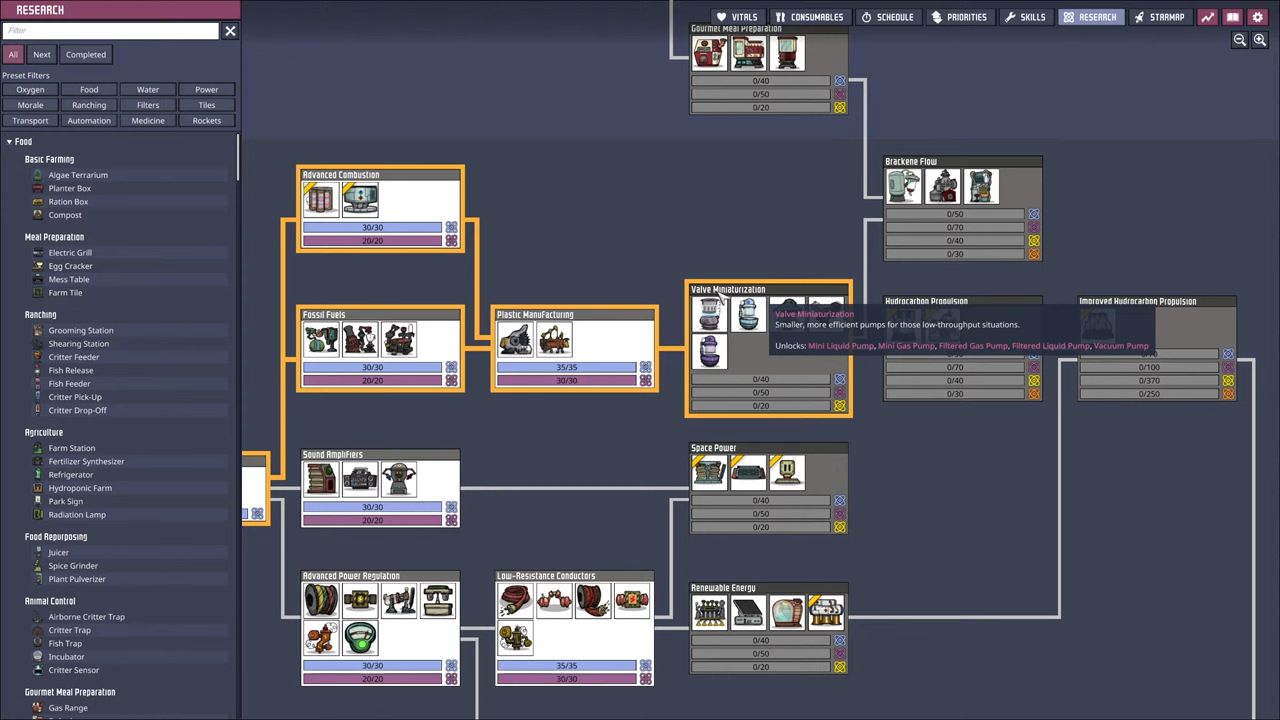 RESEARCH
VITALS
CONSUMABLES
SCHEDULE
PRIORITIES
SKILLS
RESEARCH
STARMAP
Filter
All
Next
Completed
Preset Filters
Oxygen
Food
Water
Power
Morale
Ranching
Filters
Tiles
Transport
Automation
Medicine
Rockets
Food
Basic Farming
Algae Terrarium
Planter Box
Ration Box
Compost
Meal Preparation
Electric Grill
Egg Cracker
Mess Table
Farm Tile
Ranching
Grooming Station
Shearing Station
Critter Feeder
Fish Release
Fish Feeder
Critter Pick-Up
Critter Drop-Off
Agriculture
Farm Station
Fertilizer Synthesizer
Refrigerator
Hydroponic Farm
Park Sign
Radiation Lamp
Food Repurposing
Juicer
Spice Grinder
Plant Pulverizer
Animal Control
Airborne Critter Trap
Critter Trap
Fish Trap
Incubator
Critter Sensor
Gourmet Meal Preparation
Gas Range
Gourmet Meal Preparation
0/40
0/50
0/20
Brackene Flow
0/50
0/70
0/40
0/30
Advanced Combustion
30/30
20/20
Fossil Fuels
30/30
20/20
Plastic Manufacturing
35/35
30/30
Valve Miniaturization
0/40
0/50
0/20
Valve Miniaturization
Smaller, more efficient pumps for those low-throughput situations.
Unlocks: Mini Liquid Pump, Mini Gas Pump, Filtered Gas Pump, Filtered Liquid Pump, Vacuum Pump
Hydrocarbon Propulsion
0/70
0/40
0/30
Improved Hydrocarbon Propulsion
0/100
0/370
0/250
Sound Amplifiers
30/30
20/20
Space Power
0/40
0/50
0/20
Advanced Power Regulation
30/30
20/20
Low-Resistance Conductors
35/35
30/30
Renewable Energy
0/40
0/50
0/20